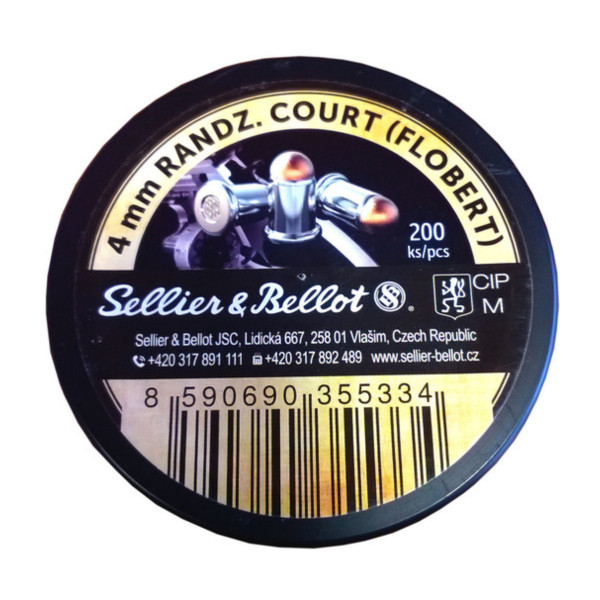 4 mm RANDZ. COURT (FLOBERT)
200
ks/pcs
Sellier & Bellot
CIP
M
Sellier & Bellot JSC, Lidická 667, 258 01 Vlašim, Czech Republic
+420 317 891 111 +420 317 892 489 www.sellier-bellot.cz
8 590690 355334